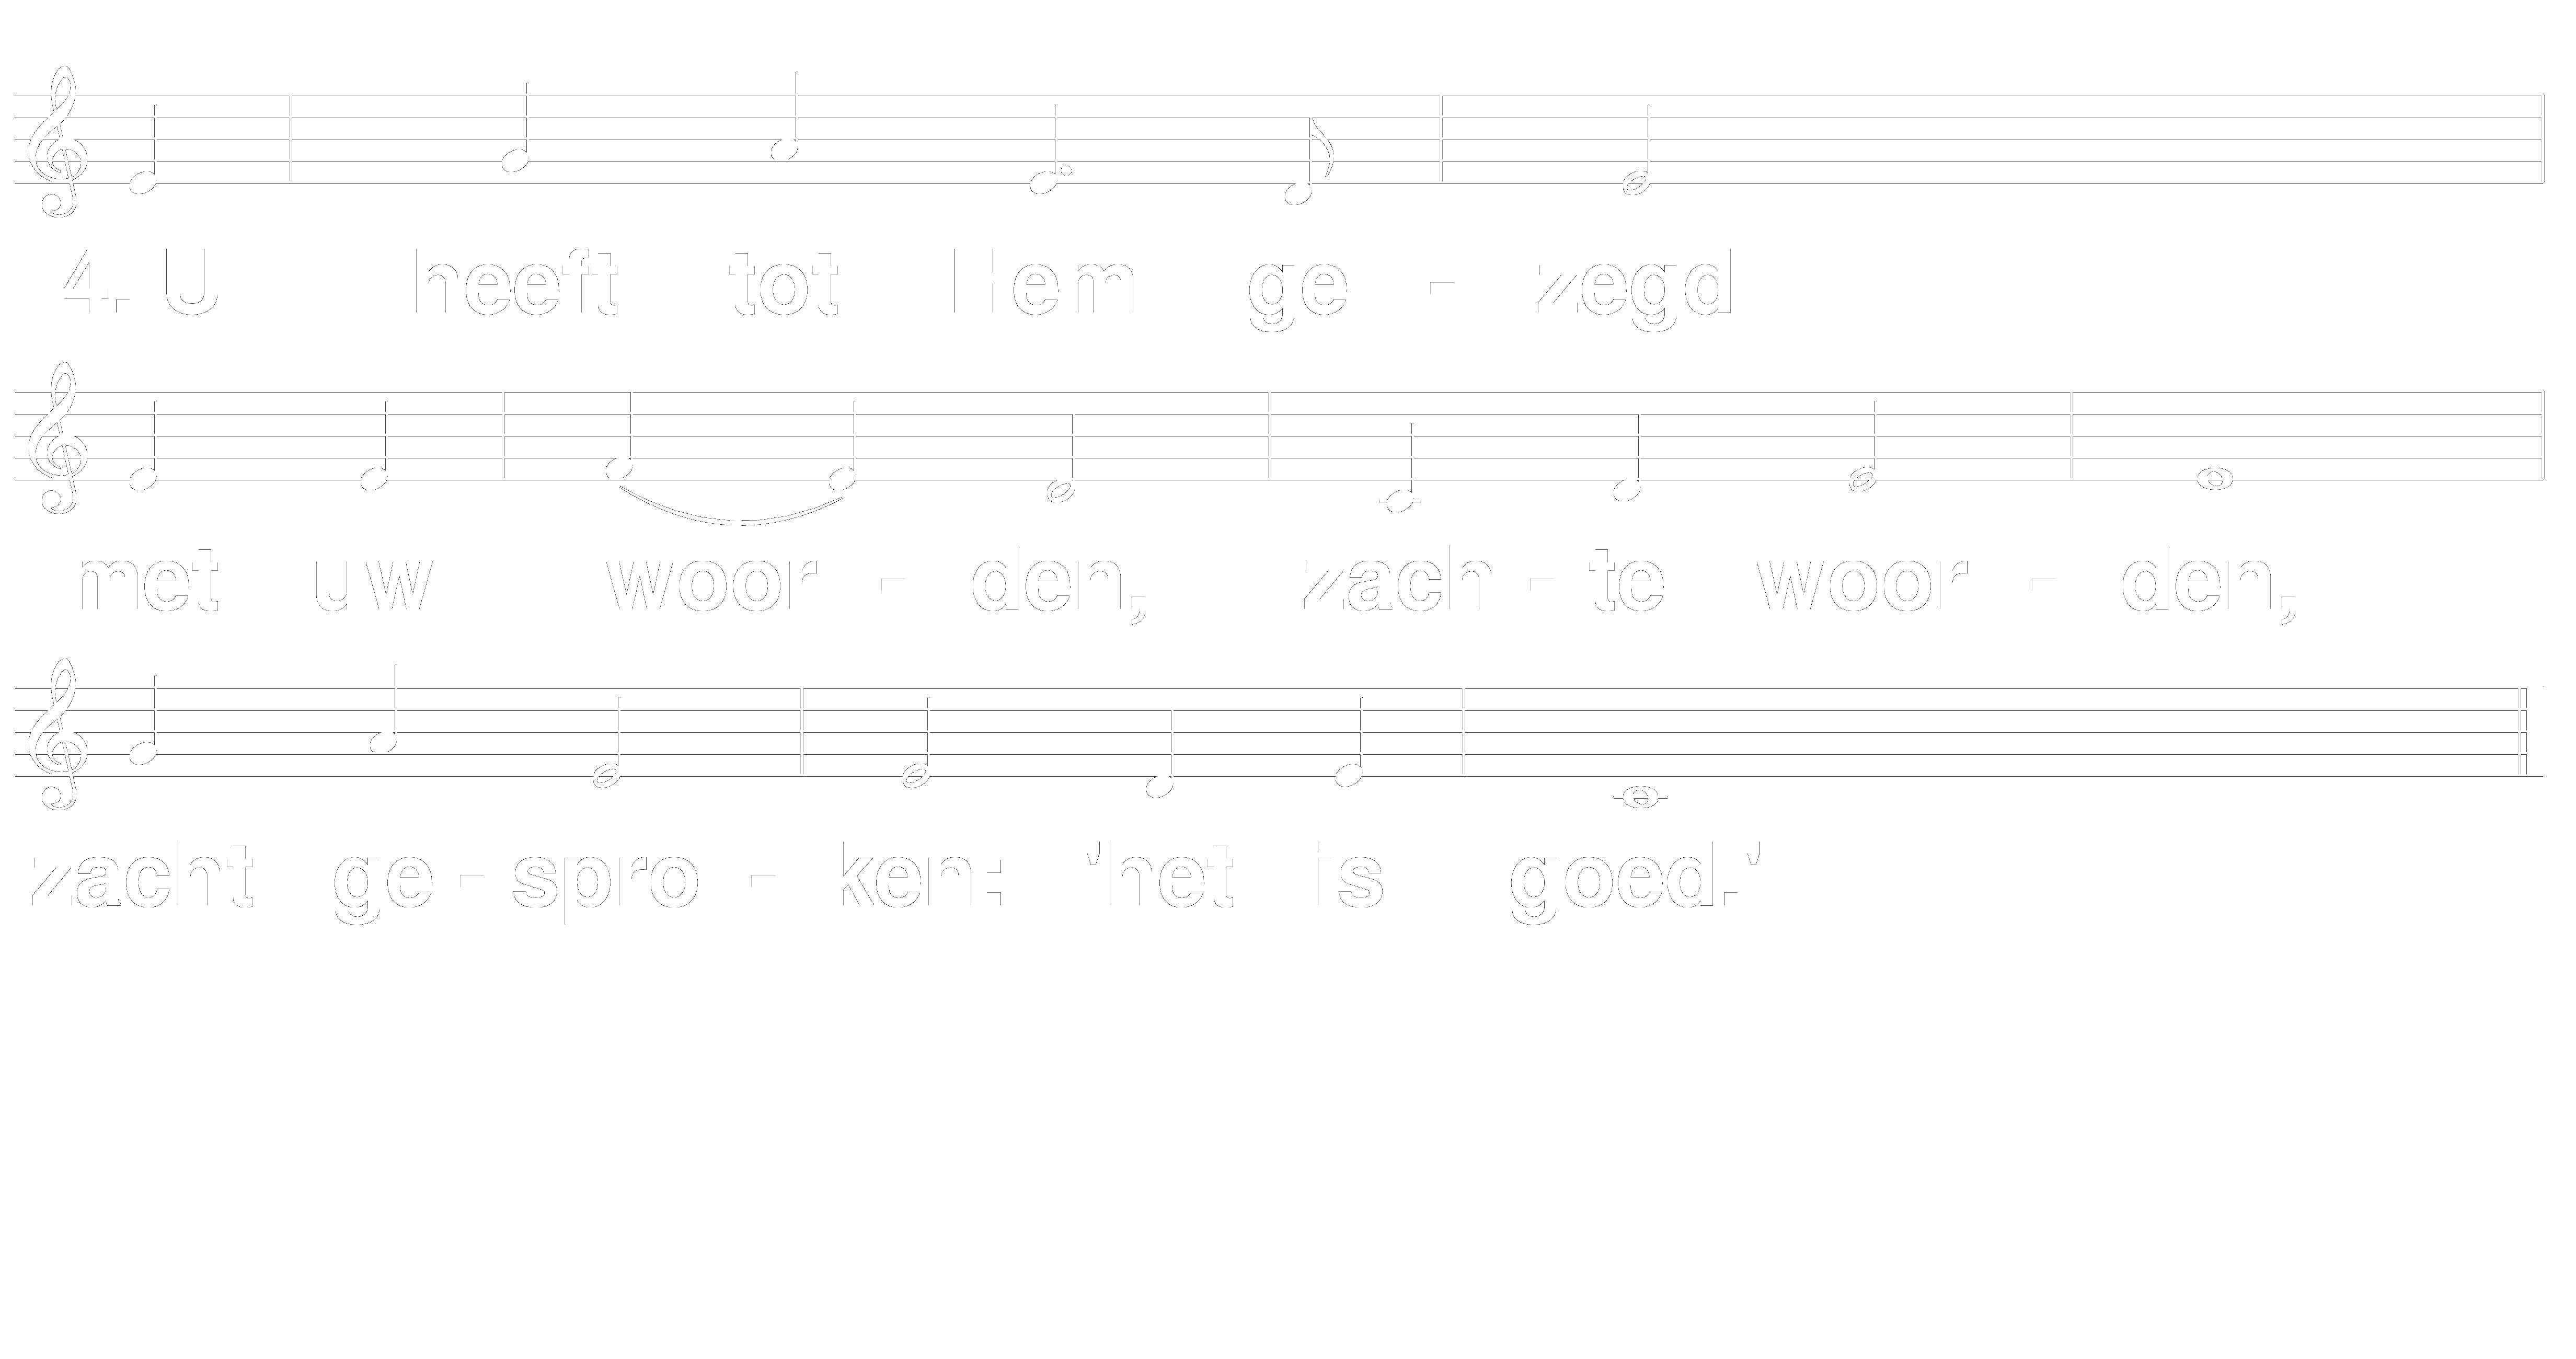 4. U heeft tot Hem ge - zegd
met uw woor - den, zach - te woor - den,
zacht ge - spro - ken: 'het is goed.'